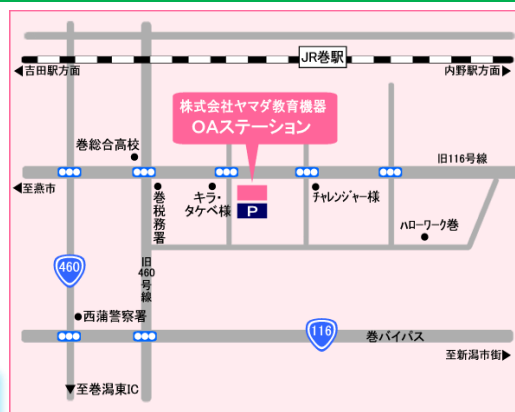 JR巻駅
◀吉田駅方面
内野駅方面▶
株式会社ヤマダ教育機器
OAステーション
巻総合高校
旧116号線
◀至燕市
巻税務署
キラ・
タケベ様
P
チャレンジャー様
ハローワーク巻
460
旧460号線
西蒲警察署
116
巻バイパス
至新潟市街▶
▼至巻潟東IC